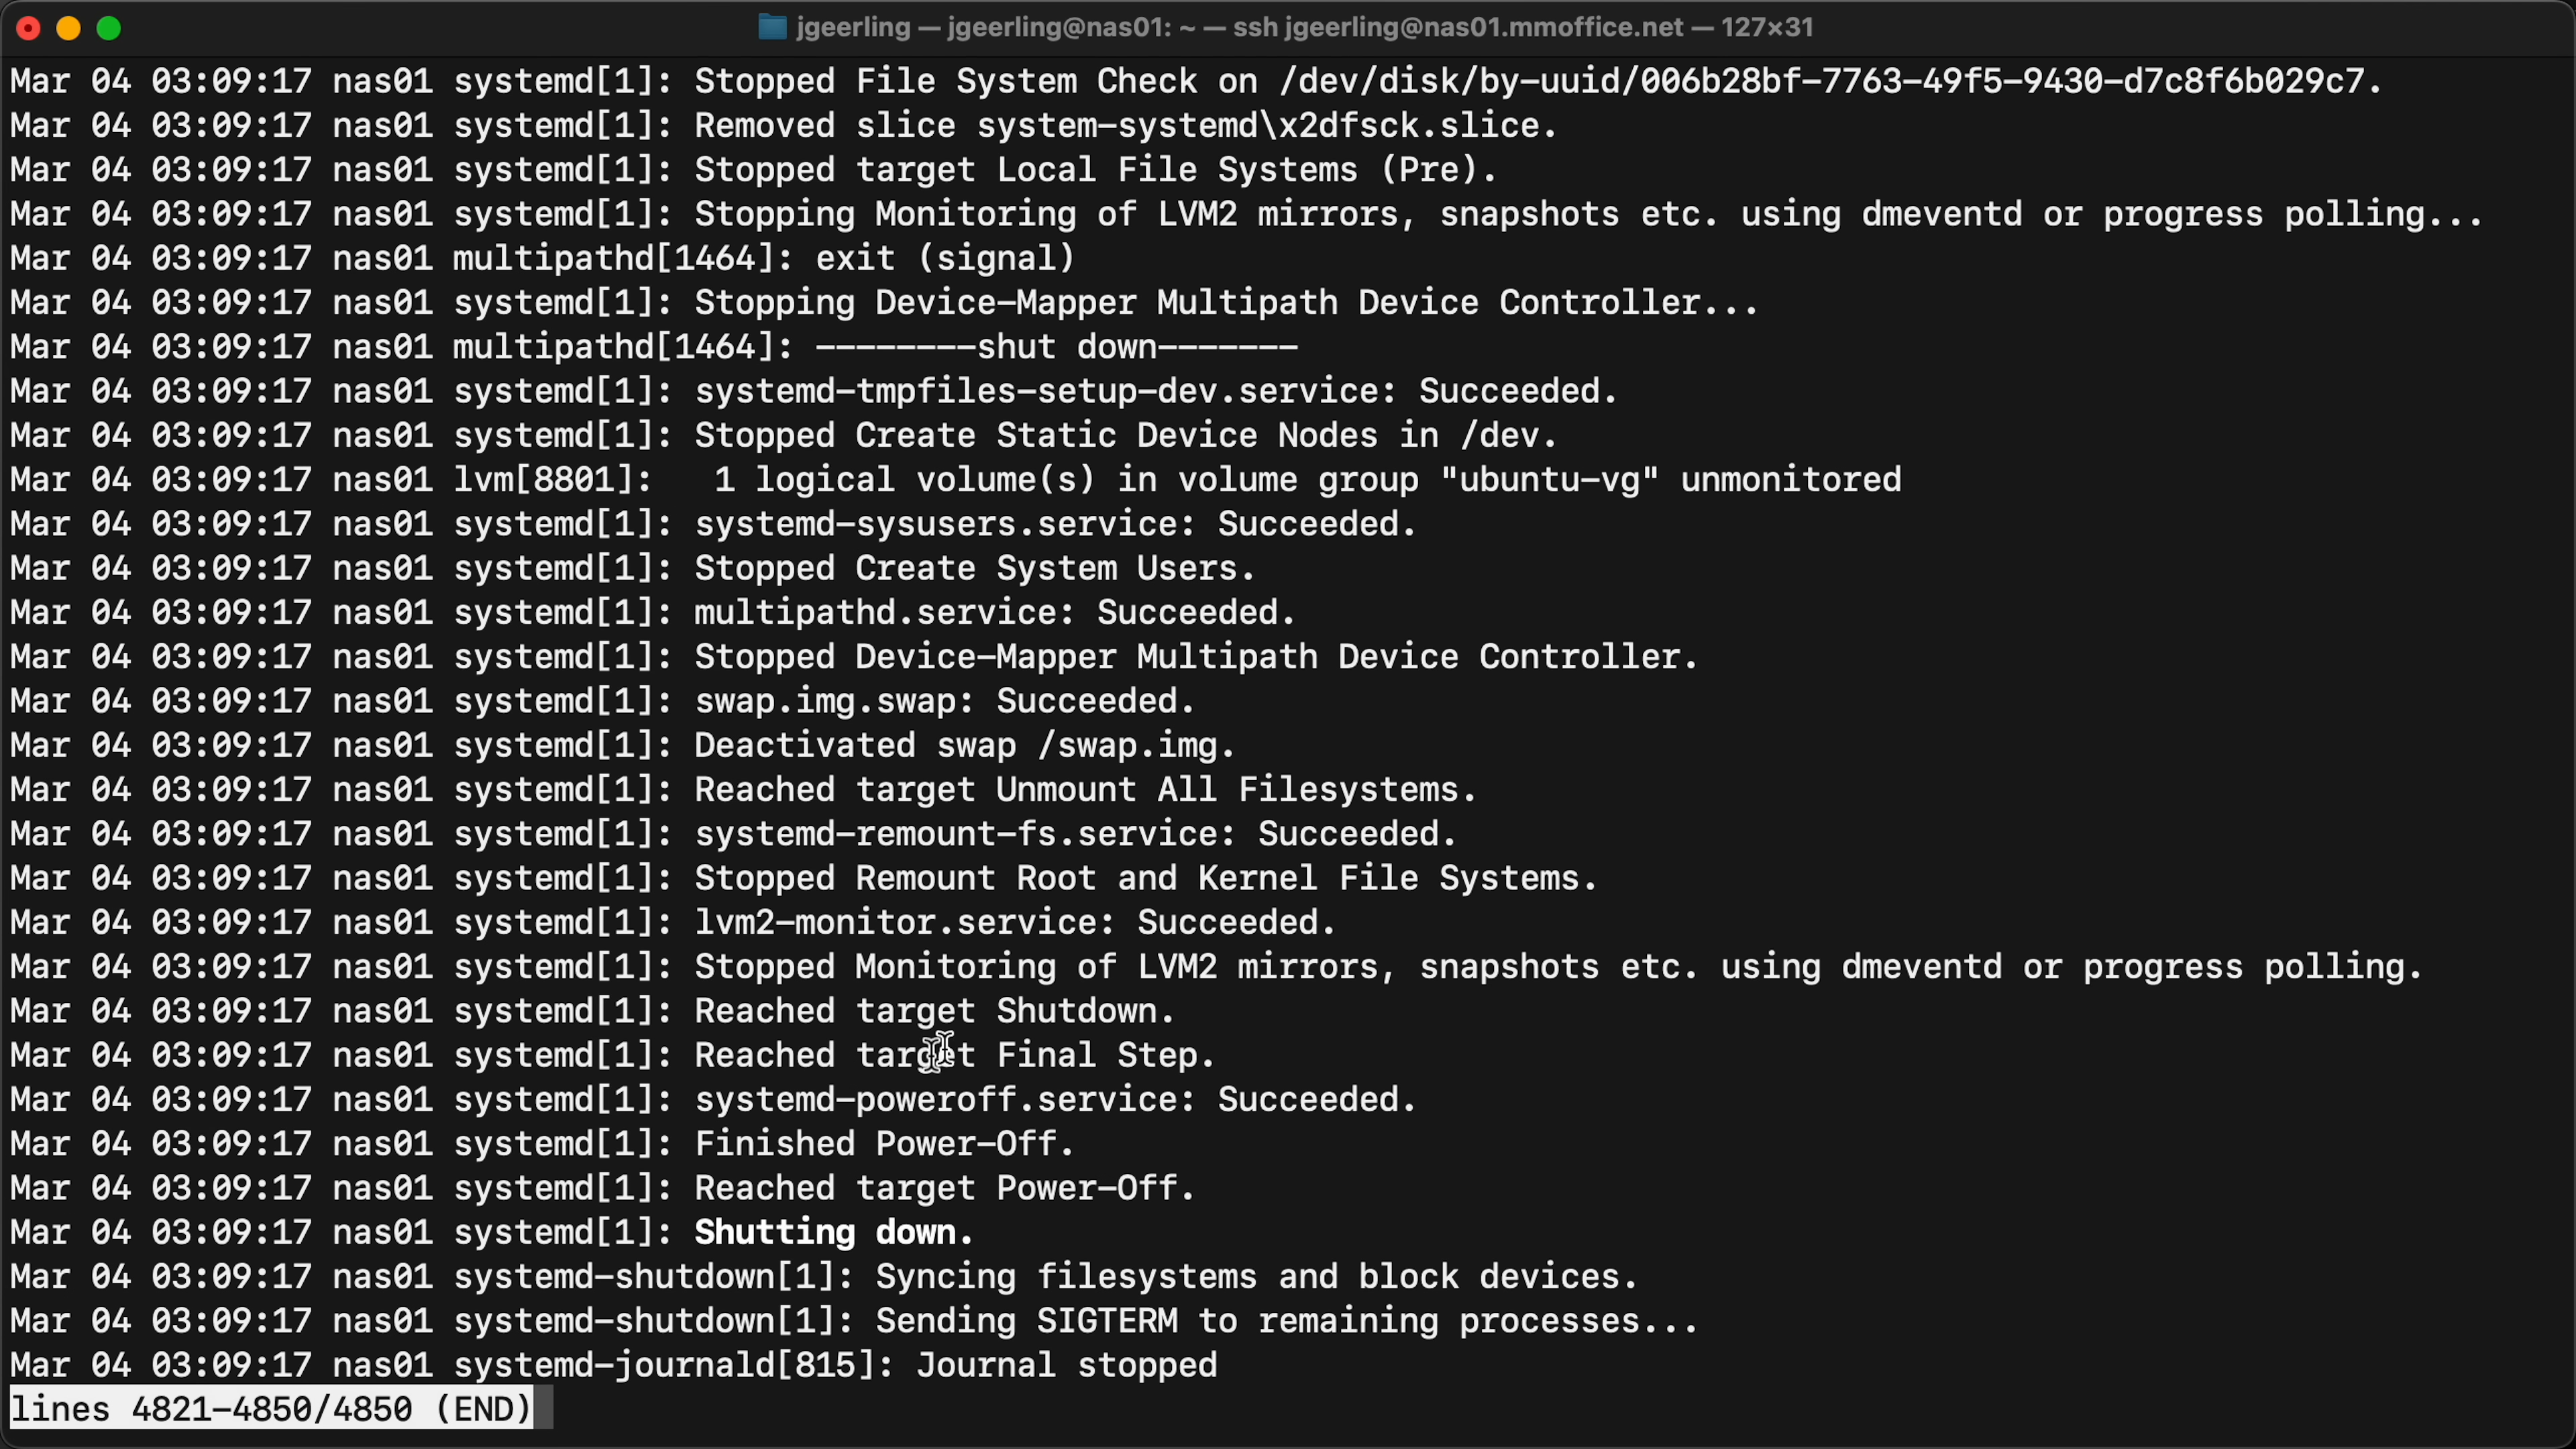 jgeerling — jgeerling@nas01: ~ — ssh jgeerling@nas01.mmoffice.net — 127×31
Mar 04 03:09:17 nas01 systemd[1]: Stopped File System Check on /dev/disk/by-uuid/006b28bf-7763-49f5-9430-d7c8f6b029c7.
Mar 04 03:09:17 nas01 systemd[1]: Removed slice system-systemd\x2dfsck.slice.
Mar 04 03:09:17 nas01 systemd[1]: Stopped target Local File Systems (Pre).
Mar 04 03:09:17 nas01 systemd[1]: Stopping Monitoring of LVM2 mirrors, snapshots etc. using dmeventd or progress polling...
Mar 04 03:09:17 nas01 multipathd[1464]: exit (signal)
Mar 04 03:09:17 nas01 systemd[1]: Stopping Device-Mapper Multipath Device Controller...
Mar 04 03:09:17 nas01 multipathd[1464]: --------shut down-------
Mar 04 03:09:17 nas01 systemd[1]: systemd-tmpfiles-setup-dev.service: Succeeded.
Mar 04 03:09:17 nas01 systemd[1]: Stopped Create Static Device Nodes in /dev.
Mar 04 03:09:17 nas01 lvm[8801]:   1 logical volume(s) in volume group "ubuntu-vg" unmonitored
Mar 04 03:09:17 nas01 systemd[1]: systemd-sysusers.service: Succeeded.
Mar 04 03:09:17 nas01 systemd[1]: Stopped Create System Users.
Mar 04 03:09:17 nas01 systemd[1]: multipathd.service: Succeeded.
Mar 04 03:09:17 nas01 systemd[1]: Stopped Device-Mapper Multipath Device Controller.
Mar 04 03:09:17 nas01 systemd[1]: swap.img.swap: Succeeded.
Mar 04 03:09:17 nas01 systemd[1]: Deactivated swap /swap.img.
Mar 04 03:09:17 nas01 systemd[1]: Reached target Unmount All Filesystems.
Mar 04 03:09:17 nas01 systemd[1]: systemd-remount-fs.service: Succeeded.
Mar 04 03:09:17 nas01 systemd[1]: Stopped Remount Root and Kernel File Systems.
Mar 04 03:09:17 nas01 systemd[1]: lvm2-monitor.service: Succeeded.
Mar 04 03:09:17 nas01 systemd[1]: Stopped Monitoring of LVM2 mirrors, snapshots etc. using dmeventd or progress polling.
Mar 04 03:09:17 nas01 systemd[1]: Reached target Shutdown.
Mar 04 03:09:17 nas01 systemd[1]: Reached target Final Step.
Mar 04 03:09:17 nas01 systemd[1]: systemd-poweroff.service: Succeeded.
Mar 04 03:09:17 nas01 systemd[1]: Finished Power-Off.
Mar 04 03:09:17 nas01 systemd[1]: Reached target Power-Off.
Mar 04 03:09:17 nas01 systemd[1]: Shutting down.
Mar 04 03:09:17 nas01 systemd-shutdown[1]: Syncing filesystems and block devices.
Mar 04 03:09:17 nas01 systemd-shutdown[1]: Sending SIGTERM to remaining processes...
Mar 04 03:09:17 nas01 systemd-journald[815]: Journal stopped
lines 4821-4850/4850 (END)